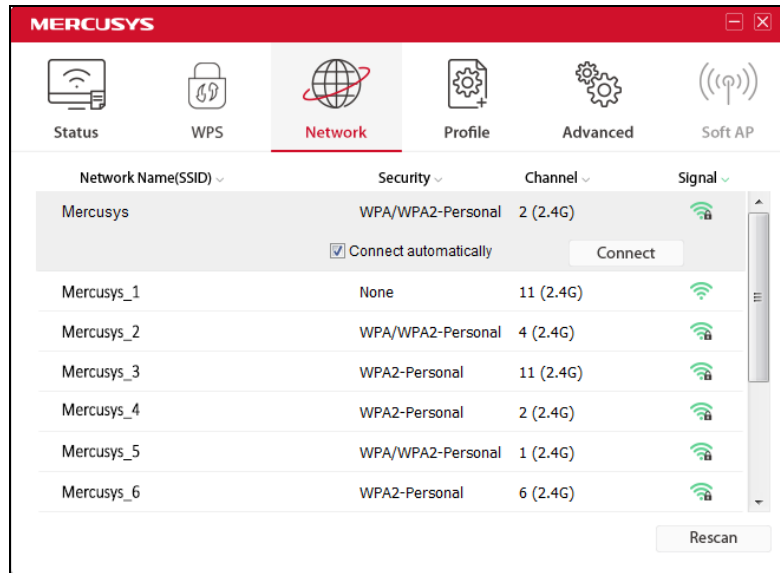 MERCUSYS
Status WPS Network Profile Advanced Soft AP
Network Name(SSID) Security Channel Signal
Mercusys WPA/WPA2-Personal 2 (2.4G)
Connect automatically Connect
Mercusys_1 None 11 (2.4G)
Mercusys_2 WPA/WPA2-Personal 4 (2.4G)
Mercusys_3 WPA2-Personal 11 (2.4G)
Mercusys_4 WPA2-Personal 2 (2.4G)
Mercusys_5 WPA/WPA2-Personal 1 (2.4G)
Mercusys_6 WPA2-Personal 6 (2.4G)
Rescan